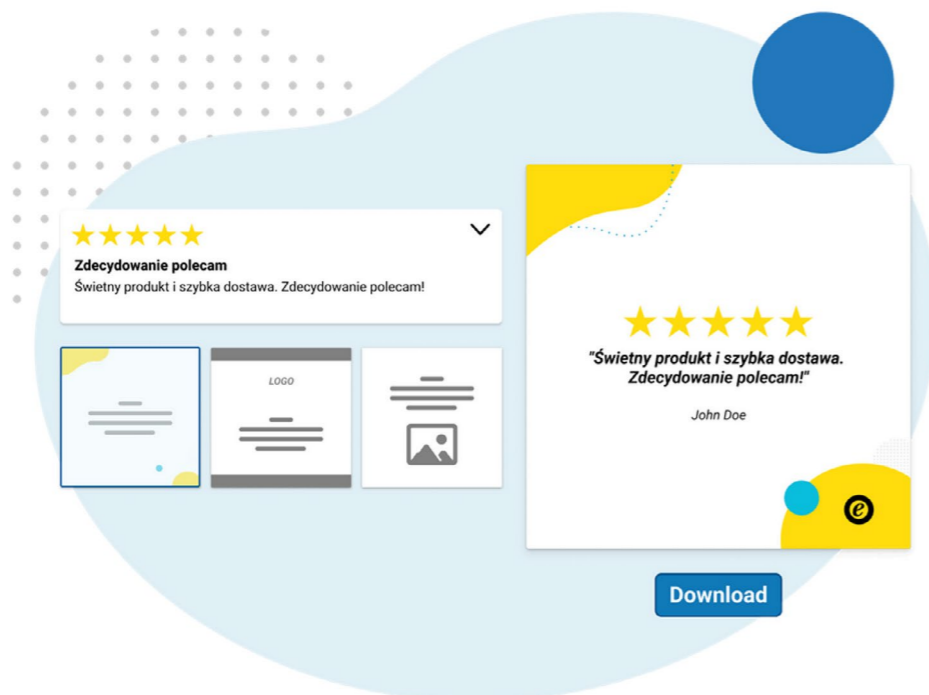 Zdecydowanie polecam
Świetny produkt i szybka dostawa. Zdecydowanie polecam!
LOGO
"Świetny produkt i szybka dostawa.
Zdecydowanie polecam!"
John Doe
e
Download